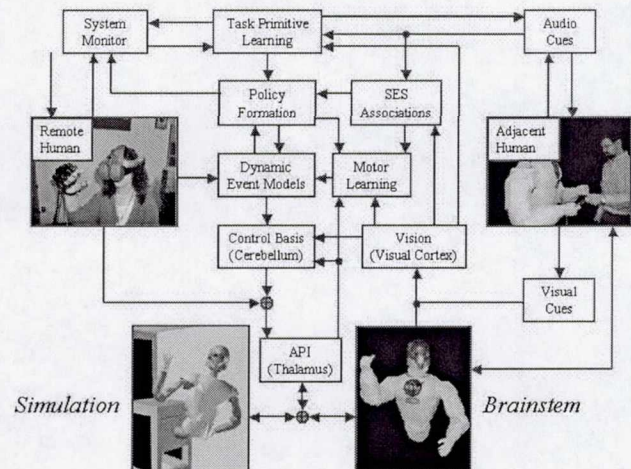 System
Monitor
Task Primitive
Learning
Audio
Cues
Policy
Formation
SES
Associations
Remote
Human
Adjacent
Human
Dynamic
Event Models
Motor
Learning
Control Basis
(Cerebellum)
Vision
(Visual Cortex)
Visual
Cues
API
(Thalamus)
Simulation
Brainstem